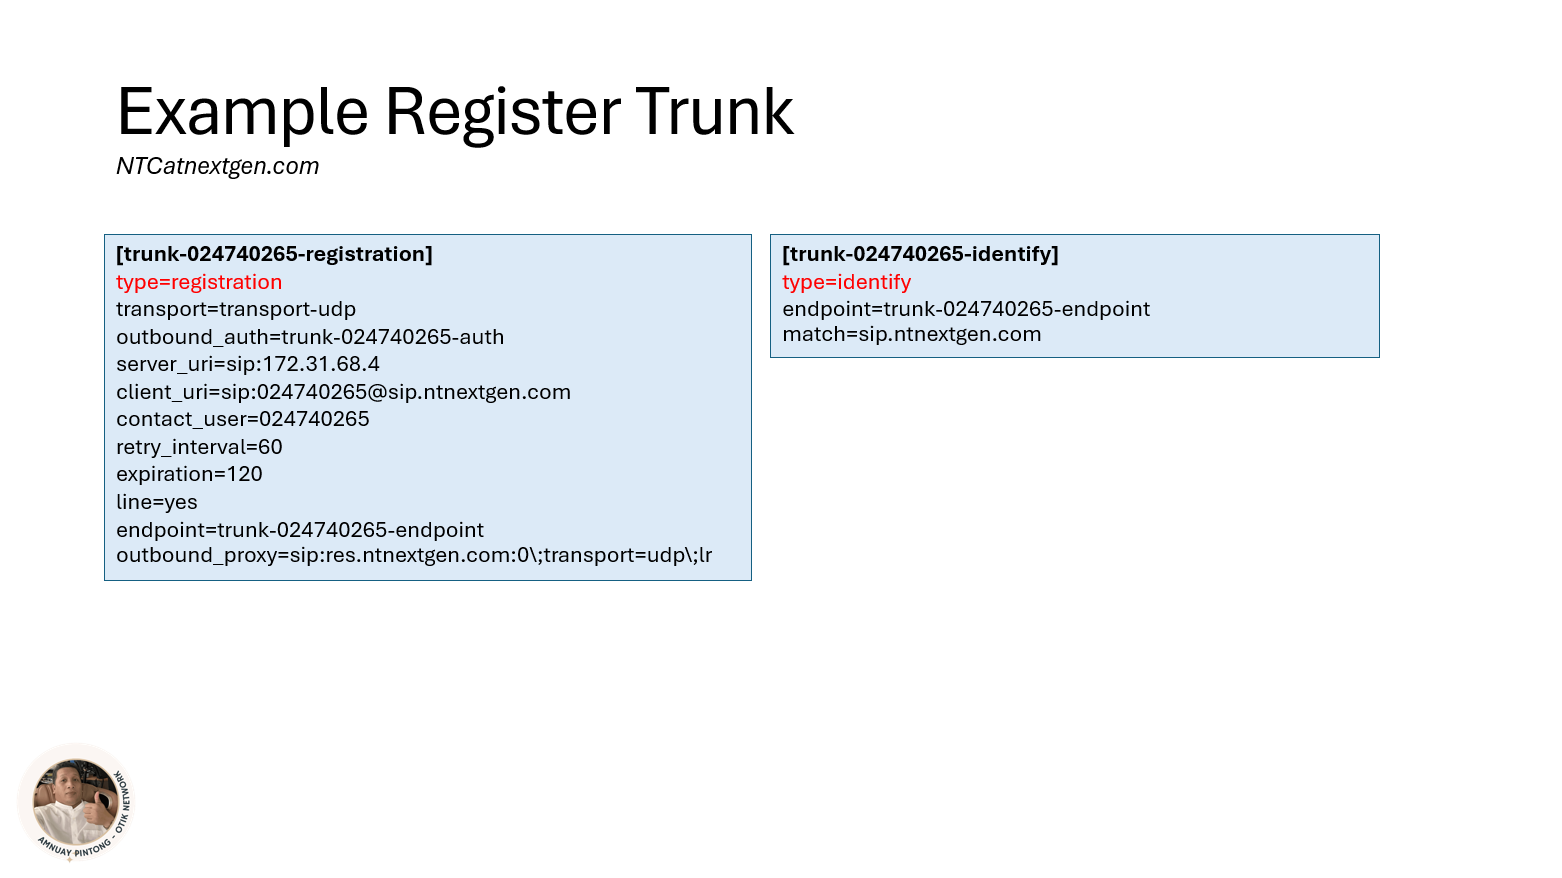 Example Register Trunk
NTCatnextgen.com
[trunk-024740265-registration]
type=registration
transport=transport-udp
outbound_auth=trunk-024740265-auth
server_uri=sip:172.31.68.4
client_uri=sip:024740265@sip.ntnextgen.com
contact_user=024740265
retry_interval=60
expiration=120
line=yes
endpoint=trunk-024740265-endpoint
outbound_proxy=sip:res.ntnextgen.com:0\;transport=udp\;lr
[trunk-024740265-identify]
type=identify
endpoint=trunk-024740265-endpoint
match=sip.ntnextgen.com
AMNUAY PINTONG - OTIK NETWORK